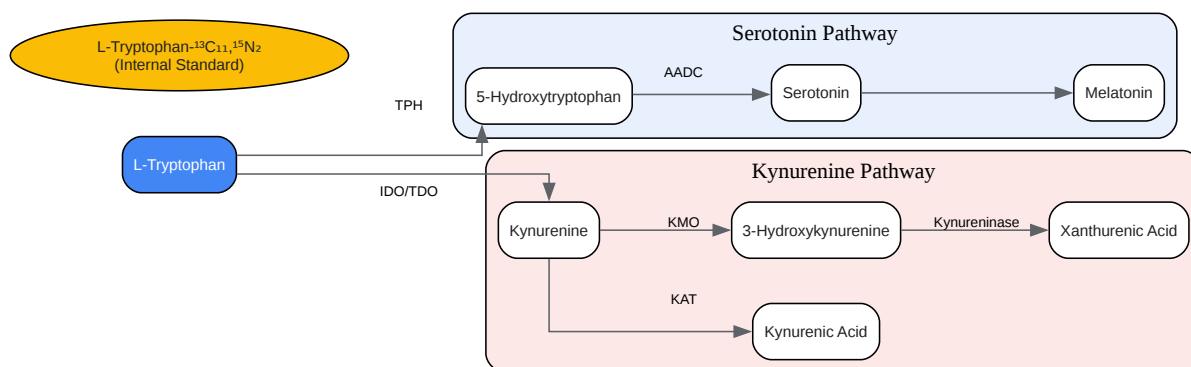 L-Tryptophan-¹³C₁₁,¹⁵N₂
(Internal Standard)
Serotonin Pathway
AADC
5-Hydroxytryptophan
Serotonin
Melatonin
TPH
L-Tryptophan
IDO/TDO
Kynurenine Pathway
Kynurenine
KMO
3-Hydroxykynurenine
Kynureninase
Xanthurenic Acid
KAT
Kynurenic Acid